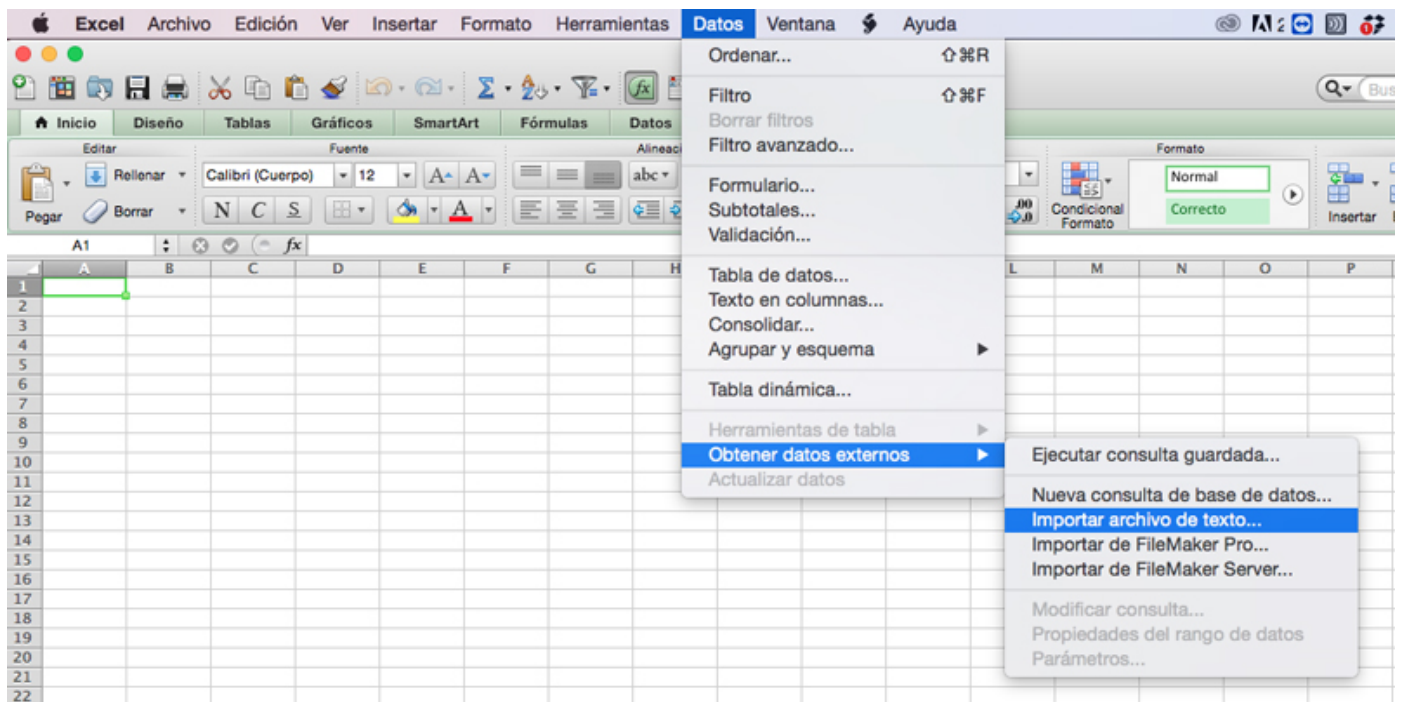 Excel Archivo Edición Ver Insertar Formato Herramientas Datos Ventana Ayuda 2
Inicio Diseño Tablas Gráficos SmartArt Fórmulas Datos
Editar Fuente Formato
Rellenar Calibri (Cuerpo) 12 A A abc Normal
Pegar Borrar N C S A .00 Condicional Correcto Insertar
,0 Formato
A1 fx
A B C D E F G H L M N O P
1
2
3
4
5
6
7
8
9
10
11
12
13
14
15
16
17
18
19
20
21
22
Ordenar... ⇧⌘R
Filtro ⇧⌘F
Borrar filtros
Filtro avanzado...
Formulario...
Subtotales...
Validación...
Tabla de datos...
Texto en columnas...
Consolidar...
Agrupar y esquema
Tabla dinámica...
Herramientas de tabla
Obtener datos externos
Actualizar datos
Ejecutar consulta guardada...
Nueva consulta de base de datos...
Importar archivo de texto...
Importar de FileMaker Pro...
Importar de FileMaker Server...
Modificar consulta...
Propiedades del rango de datos
Parámetros...